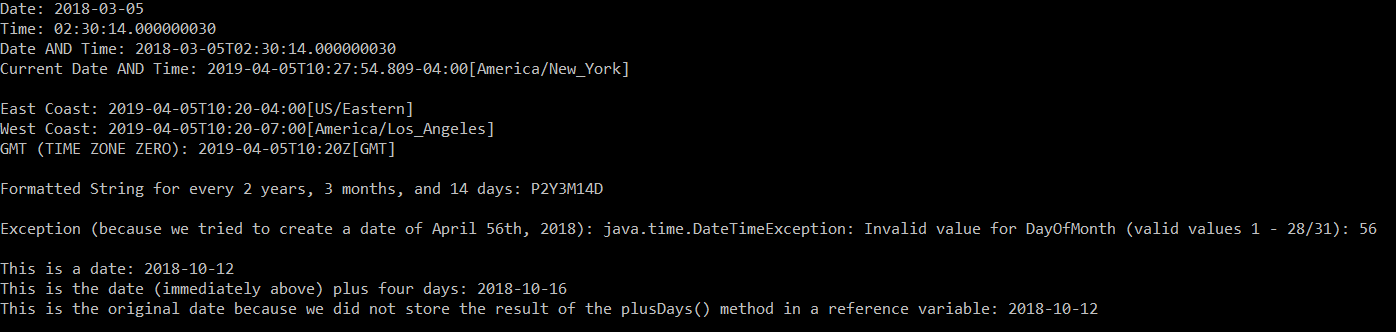 Date: 2018-03-05
Time: 02:30:14.000000030
Date AND Time: 2018-03-05T02:30:14.000000030
Current Date AND Time: 2019-04-05T10:27:54.809-04:00[America/New_York]
East Coast: 2019-04-05T10:20-04:00[US/Eastern]
West Coast: 2019-04-05T10:20-07:00[America/Los_Angeles]
GMT (TIME ZONE ZERO): 2019-04-05T10:20Z[GMT]
Formatted String for every 2 years, 3 months, and 14 days: P2Y3M14D
Exception (because we tried to create a date of April 56th, 2018): java.time.DateTimeException: Invalid value for DayOfMonth (valid values 1 - 28/31): 56
This is a date: 2018-10-12
This is the date (immediately above) plus four days: 2018-10-16
This is the original date because we did not store the result of the plusDays() method in a reference variable: 2018-10-12